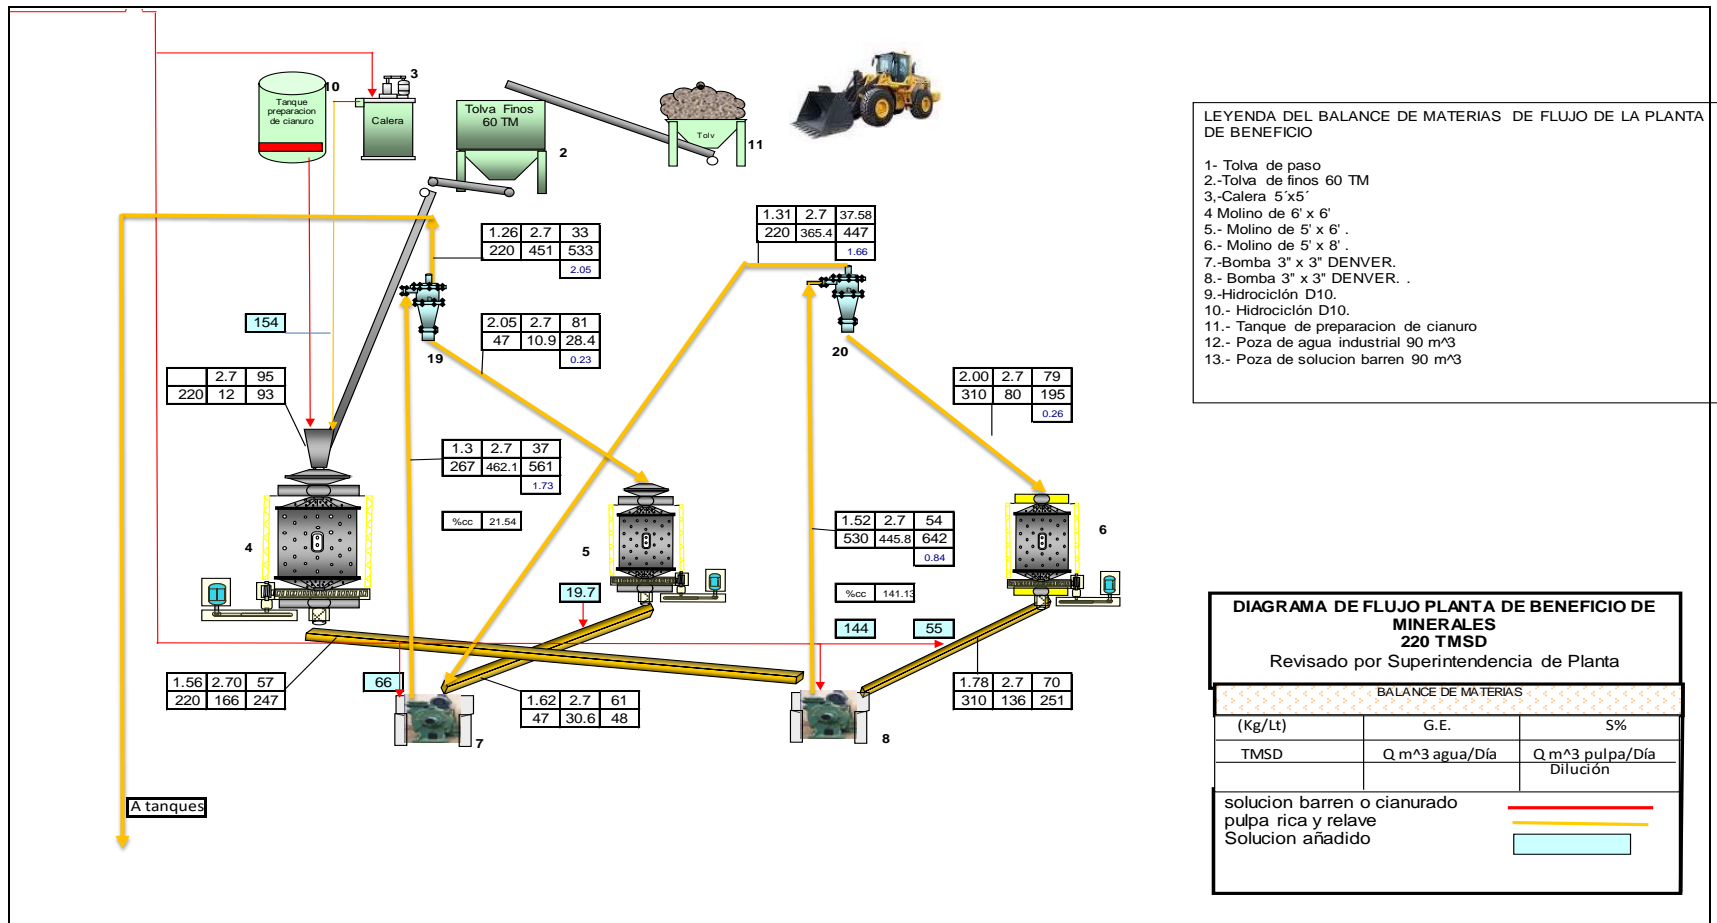 10
Tanque
preparacion
de cianuro
3
Calera
Tolva Finos
60 TM
2
Tolv
11
LEYENDA DEL BALANCE DE MATERIAS DE FLUJO DE LA PLANTA
DE BENEFICIO
1- Tolva de paso
2.-Tolva de finos 60 TM
3,-Calera 5´x5´
4 Molino de 6' x 6'
5.- Molino de 5' x 6' .
6.- Molino de 5' x 8' .
7.-Bomba 3" x 3" DENVER.
8.- Bomba 3" x 3" DENVER. .
9.-Hidrociclón D10.
10.- Hidrociclón D10.
11.- Tanque de preparacion de cianuro
12.- Poza de agua industrial 90 m^3
13.- Poza de solucion barren 90 m^3
1.26 2.7 33
220 451 533
2.05
1.31 2.7 37.58
220 365.4 447
1.66
154
2.05 2.7 81
47 10.9 28.4
0.23
19
20
2.7 95
220 12 93
2.00 2.7 79
310 80 195
0.26
1.3 2.7 37
267 462.1 561
1.73
%cc 21.54
1.52 2.7 54
530 445.8 642
0.84
%cc 141.13
4
5
6
19.7
144
55
66
1.56 2.70 57
220 166 247
1.62 2.7 61
47 30.6 48
1.78 2.7 70
310 136 251
7
8
A tanques
DIAGRAMA DE FLUJO PLANTA DE BENEFICIO DE
MINERALES
220 TMSD
Revisado por Superintendencia de Planta
BALANCE DE MATERIAS
(Kg/Lt) G.E. S%
TMSD Q m^3 agua/Día Q m^3 pulpa/Día
Dilución
solucion barren o cianurado
pulpa rica y relave
Solucion añadido